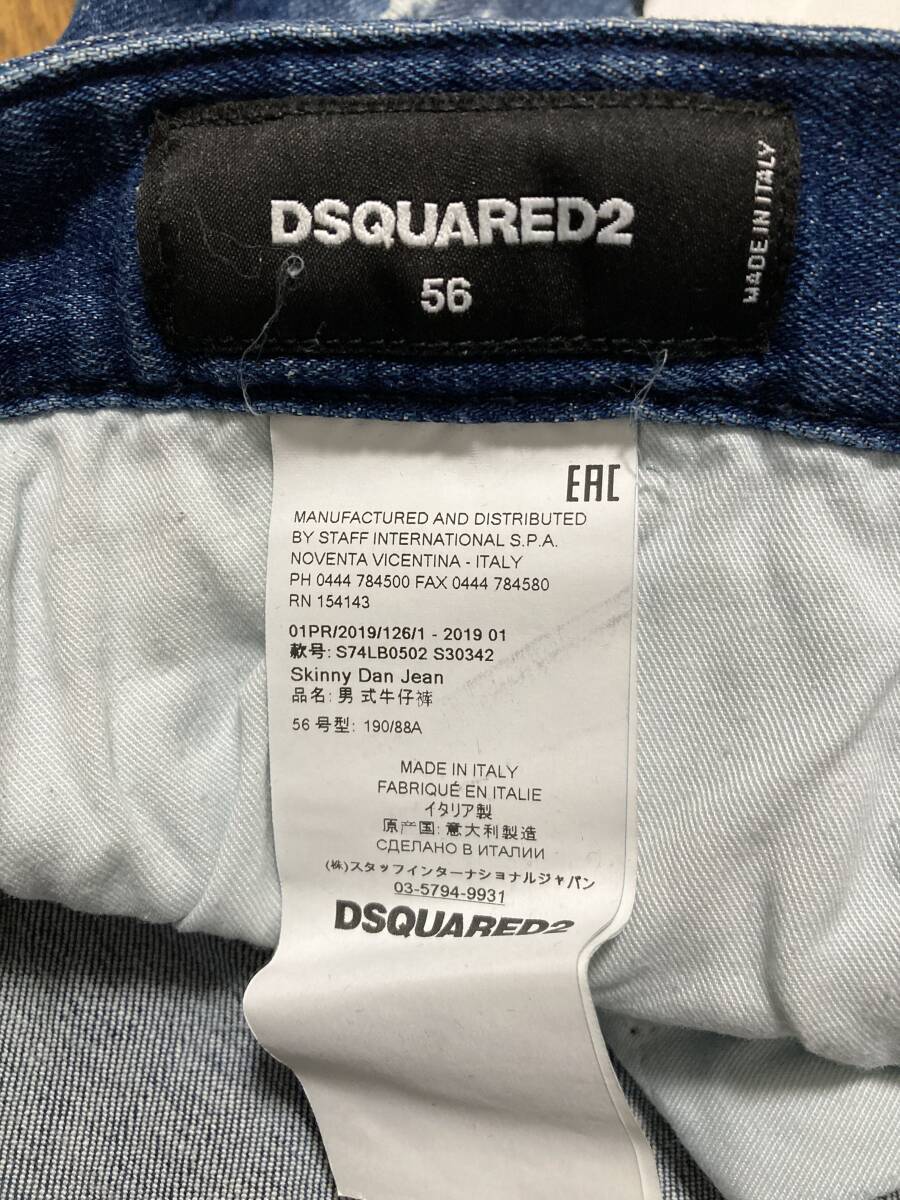 DSQUARED2
56
MADE IN ITALY
EAC
MANUFACTURED AND DISTRIBUTED
BY STAFF INTERNATIONAL S.P.A.
NOVENTA VICENTINA - ITALY
PH 0444 784500 FAX 0444 784580
RN 154143
01PR/2019/126/1 - 2019 01
款号: S74LB0502 S30342
Skinny Dan Jean
品名: 男式牛仔裤
56 号型: 190/88A
MADE IN ITALY
FABRIQUÉ EN ITALIE
イタリア製
原产国: 意大利製造
СДЕЛАНО В ИТАЛИИ
(株)スタッフインターナショナルジャパン
03-5794-9931
DSQUARED2